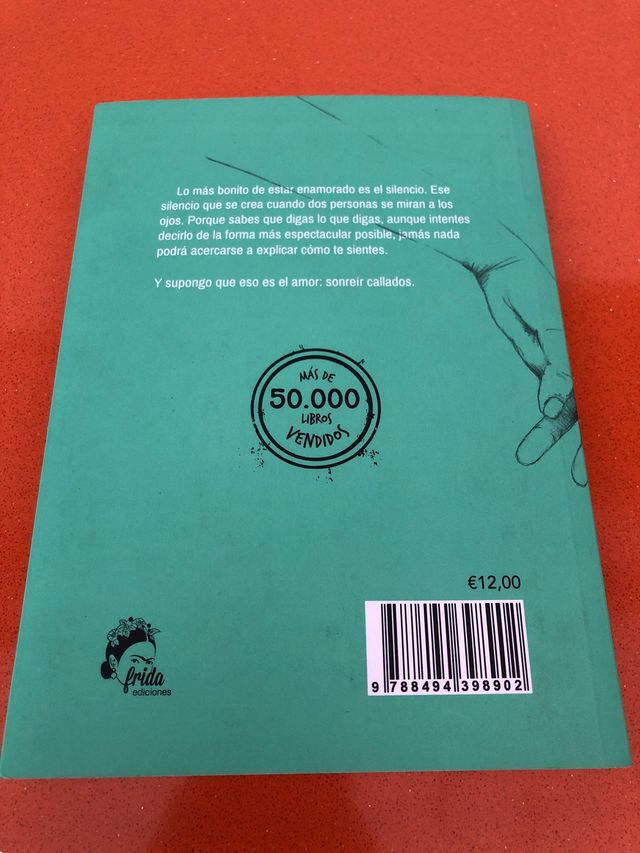 Lo más bonito de estar enamorado es el silencio. Ese
silencio que se crea cuando dos personas se miran a los
ojos. Porque sabes que digas lo que digas, aunque intentes
decirlo de la forma más espectacular posible, jamás nada
podrá acercarse a explicar cómo te sientes.
Y supongo que eso es el amor: sonreir callados.
MÁS DE
50.000
LIBROS
VENDIDOS
€12,00
frida
ediciones
9 788494 398902